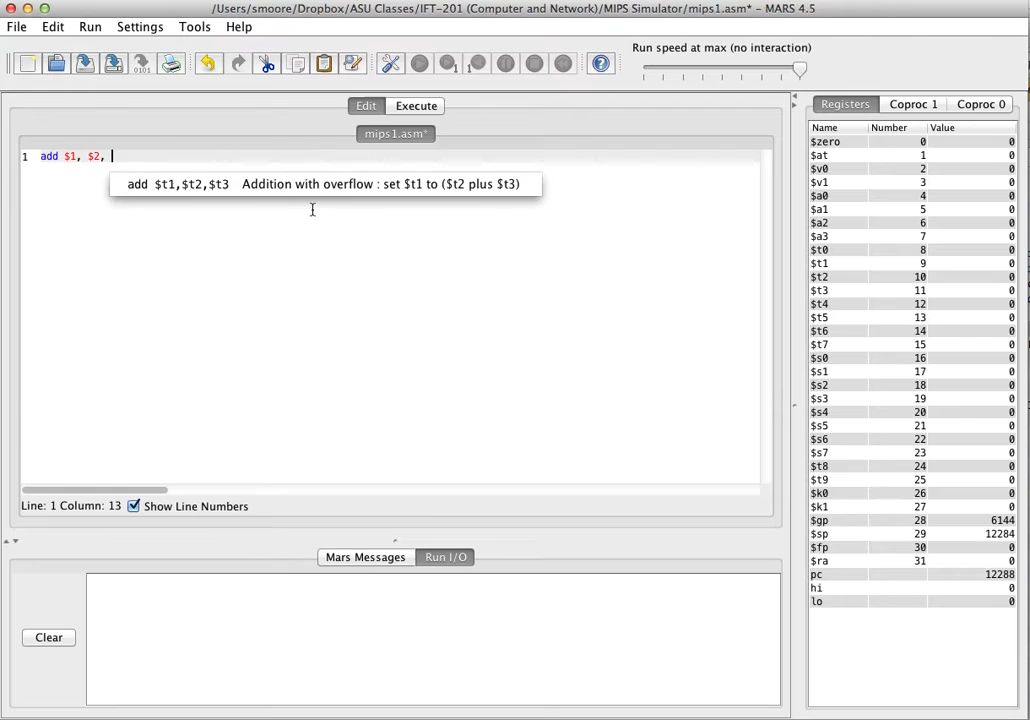 /Users/smoore/Dropbox/ASU Classes/IFT-201 (Computer and Network)/MIPS Simulator/mips1.asm* - MARS 4.5
File Edit Run Settings Tools Help
Run speed at max (no interaction)
Edit Execute
mips1.asm*
1 add $1, $2,
add $t1,$t2,$t3 Addition with overflow : set $t1 to ($t2 plus $t3)
Line: 1 Column: 13 Show Line Numbers
Mars Messages Run I/O
Clear
Registers Coproc 1 Coproc 0
Name Number Value
$zero 0 0
$at 1 0
$v0 2 0
$v1 3 0
$a0 4 0
$a1 5 0
$a2 6 0
$a3 7 0
$t0 8 0
$t1 9 0
$t2 10 0
$t3 11 0
$t4 12 0
$t5 13 0
$t6 14 0
$t7 15 0
$s0 16 0
$s1 17 0
$s2 18 0
$s3 19 0
$s4 20 0
$s5 21 0
$s6 22 0
$s7 23 0
$t8 24 0
$t9 25 0
$k0 26 0
$k1 27 0
$gp 28 6144
$sp 29 12284
$fp 30 0
$ra 31 0
pc 12288
hi 0
lo 0